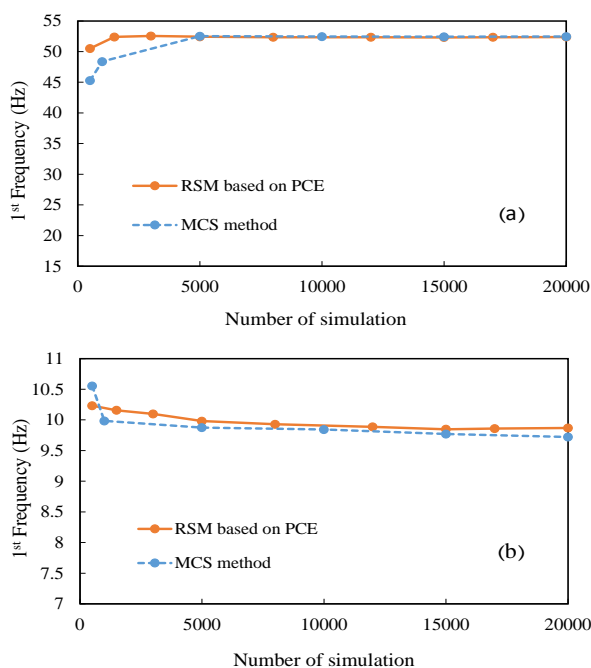 55
50
45
40
35
30
25
20
15
1st Frequency (Hz)
RSM based on PCE
MCS method
(a)
0 5000 10000 15000 20000
Number of simulation
11
10.5
10
9.5
9
8.5
8
7.5
7
1st Frequency (Hz)
RSM based on PCE
MCS method
(b)
0 5000 10000 15000 20000
Number of simulation